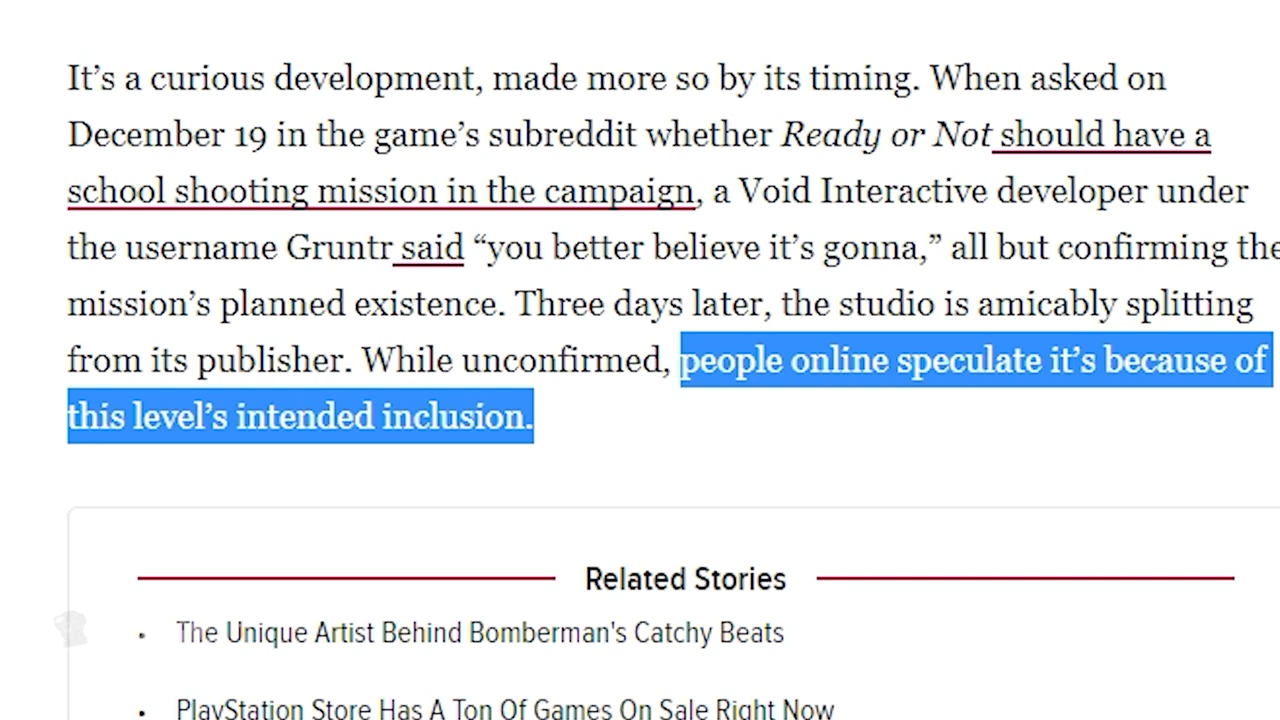 It’s a curious development, made more so by its timing. When asked on
December 19 in the game’s subreddit whether Ready or Not should have a
school shooting mission in the campaign, a Void Interactive developer under
the username Gruntr said “you better believe it’s gonna,” all but confirming the
mission’s planned existence. Three days later, the studio is amicably splitting
from its publisher. While unconfirmed, people online speculate it’s because of
this level’s intended inclusion.
Related Stories
• The Unique Artist Behind Bomberman's Catchy Beats
• PlayStation Store Has A Ton Of Games On Sale Right Now